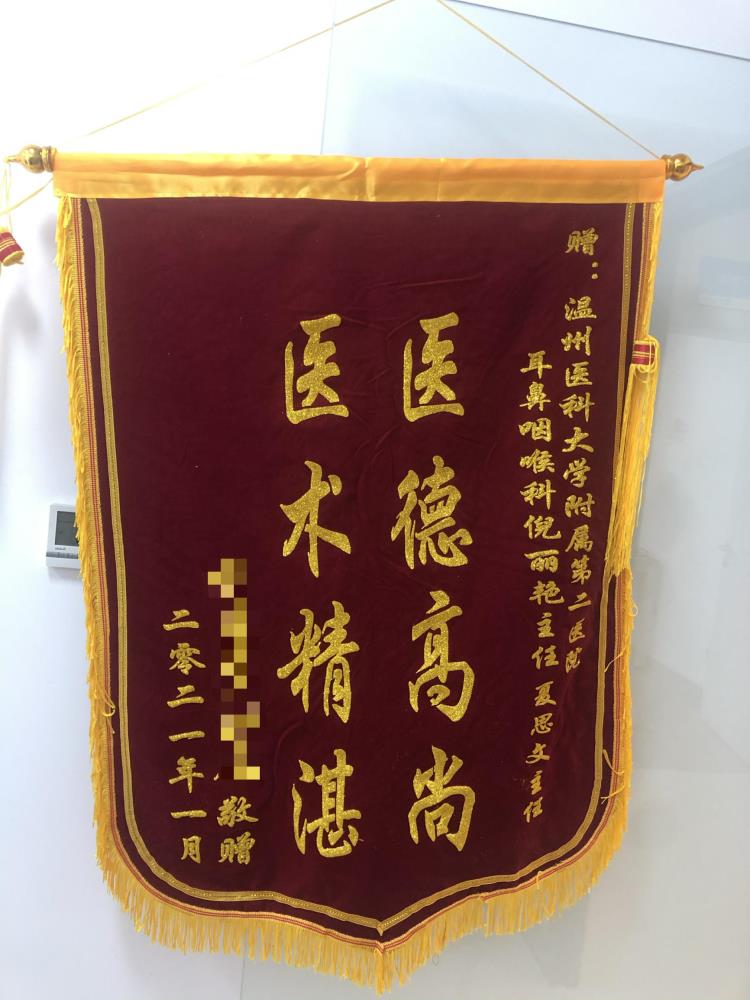 赠：温州医科大学附属第二医院
耳鼻咽喉科倪丽艳主任 夏思文主任
医德高尚
医术精湛
敬赠
二零二一年一月